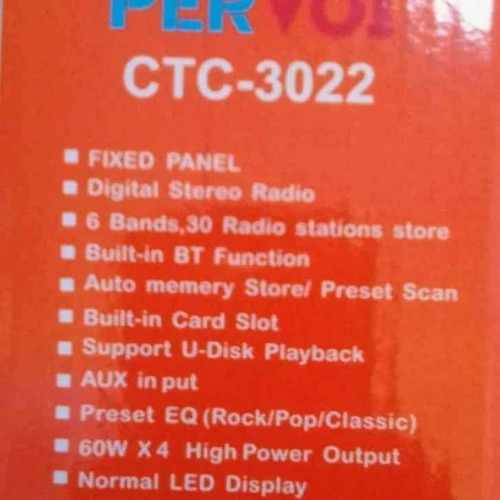 PER VOI
CTC-3022
FIXED PANEL
Digital Stereo Radio
6 Bands,30 Radio stations store
Built-in BT Function
Auto memery Store/ Preset Scan
Built-in Card Slot
Support U-Disk Playback
AUX in put
Preset EQ (Rock/Pop/Classic)
60W X 4 High Power Output
Normal LED Display